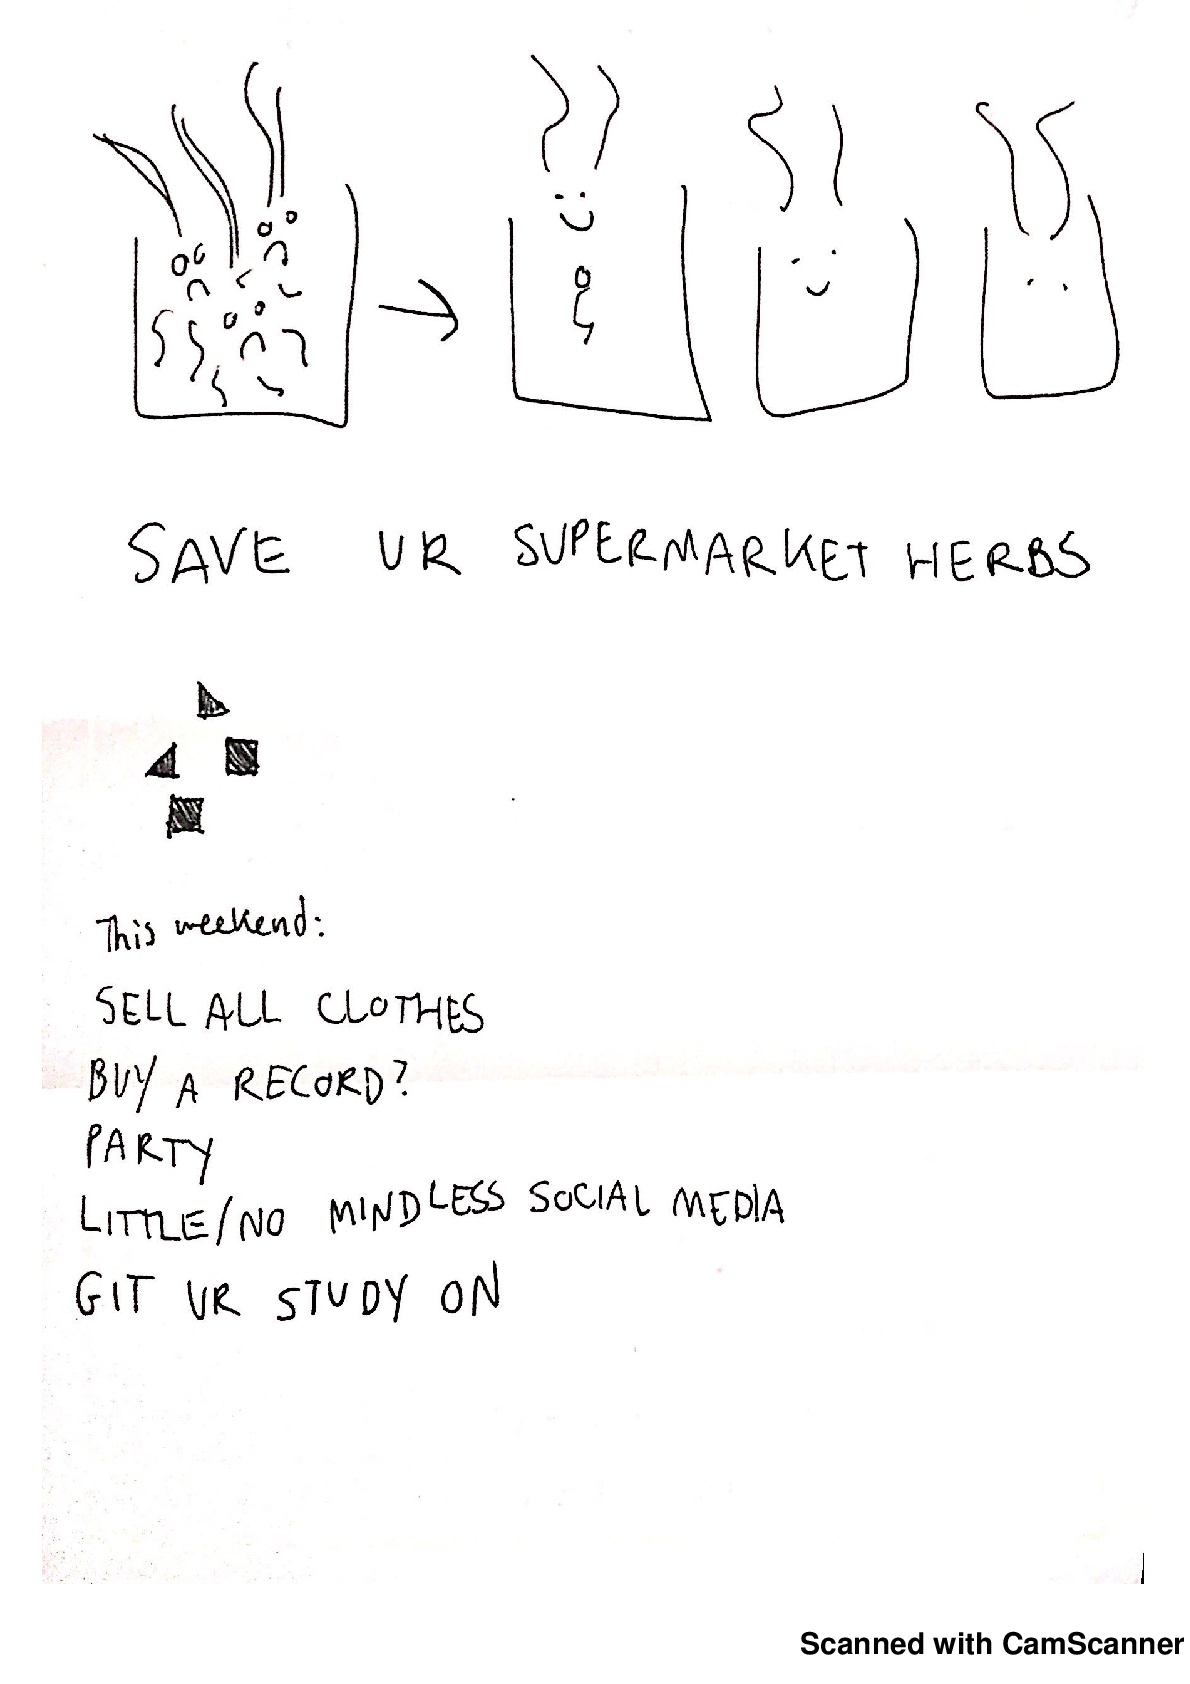 SAVE UR SUPERMARKET HERBS
This weekend:
SELL ALL CLOTHES
BUY A RECORD?
PARTY
LITTLE/NO MINDLESS SOCIAL MEDIA
GIT UR STUDY ON
Scanned with CamScanner